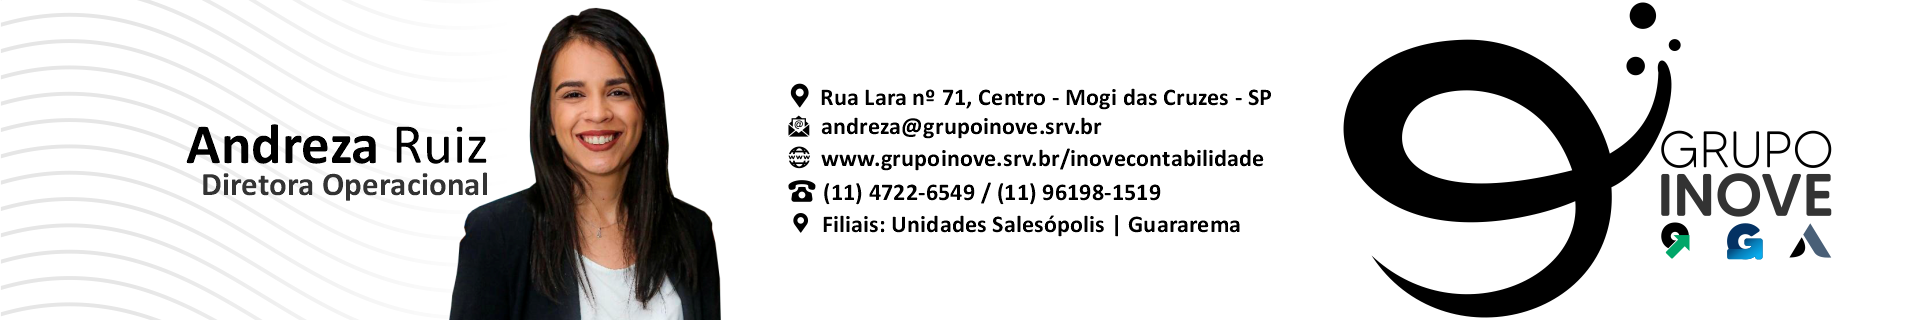 Andreza Ruiz
Diretora Operacional
Rua Lara nº 71, Centro - Mogi das Cruzes - SP
andreza@grupoinove.srv.br
www.grupoinove.srv.br/inovecontabilidade
(11) 4722-6549 / (11) 96198-1519
Filiais: Unidades Salesópolis | Guararema
GRUPO
INOVE